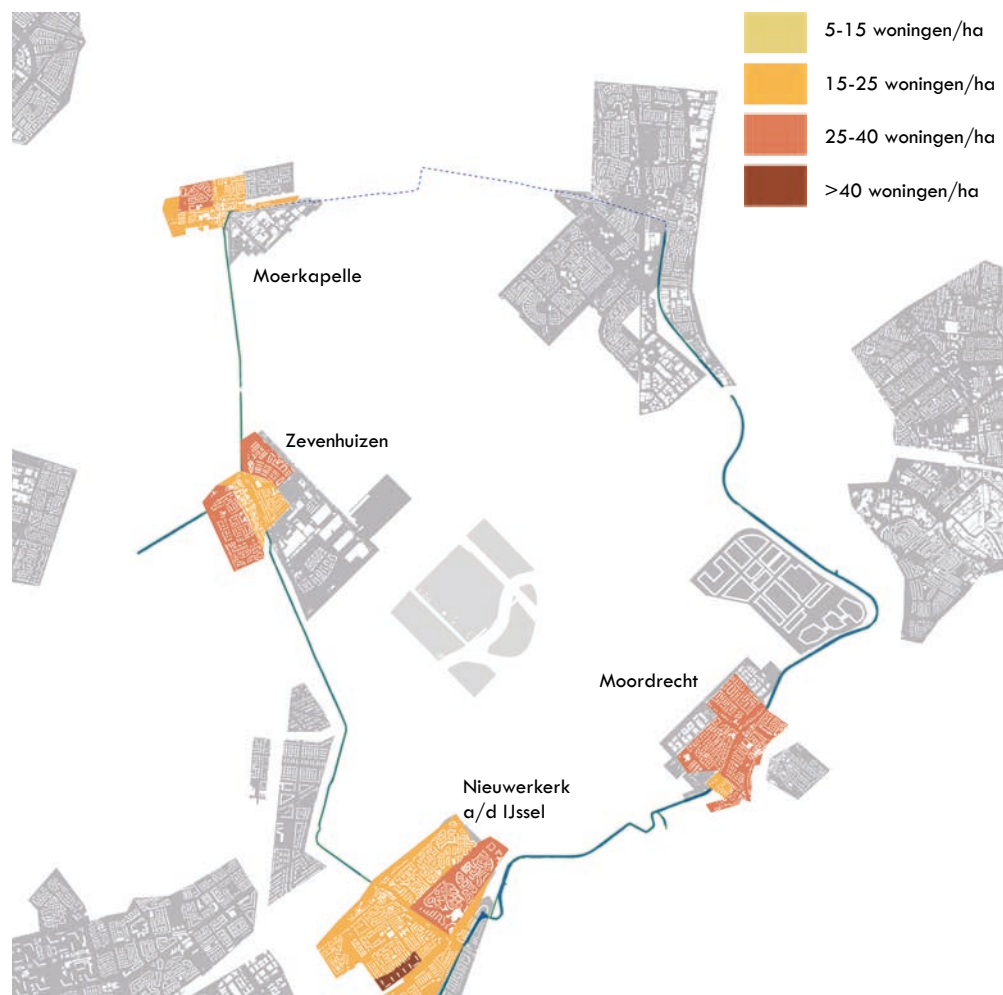 5-15 woningen/ha
15-25 woningen/ha
25-40 woningen/ha
>40 woningen/ha
Moerkapelle
Zevenhuizen
Moordrecht
Nieuwerkerk
a/d IJssel